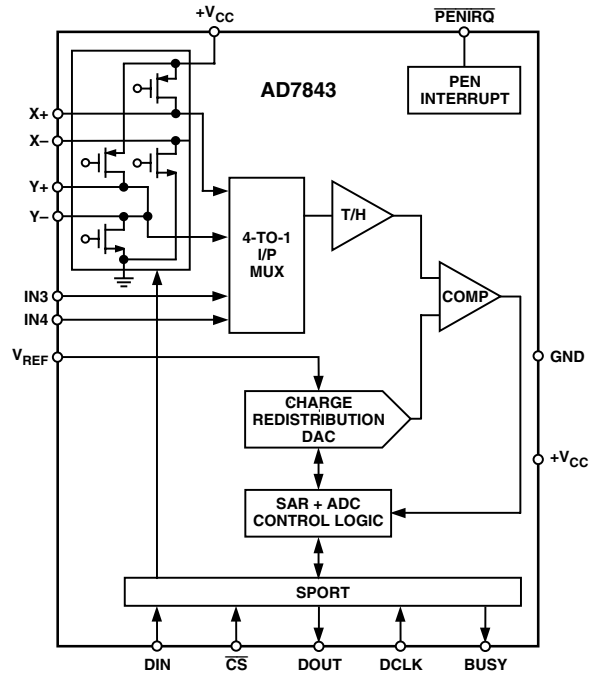 +VCC
PENIRQ
AD7843
PEN
INTERRUPT
X+
X–
Y+
Y–
4-TO-1
I/P
MUX
T/H
COMP
IN3
IN4
VREF
GND
CHARGE
REDISTRIBUTION
DAC
+VCC
SAR + ADC
CONTROL LOGIC
SPORT
DIN
CS
DOUT
DCLK
BUSY